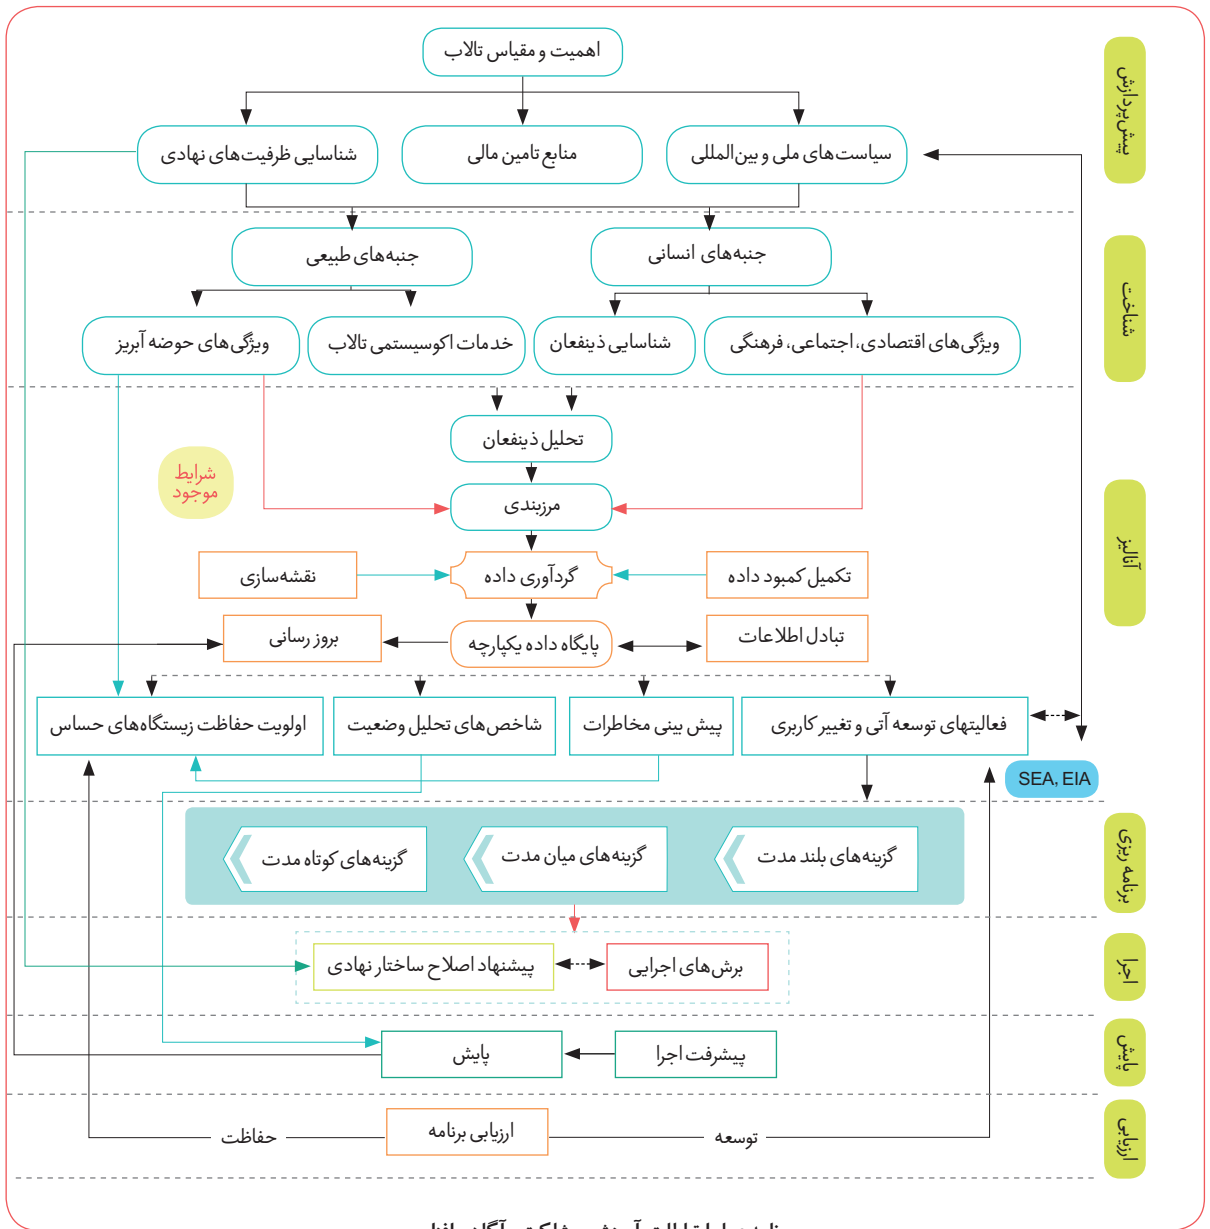 اهمیت و مقیاس تالاب
پیش‌پردازش
سیاست‌های ملی و بین‌المللی
منابع تامین مالی
شناسایی ظرفیت‌های نهادی
شناخت
جنبه‌های انسانی
جنبه‌های طبیعی
ویژگی‌های اقتصادی، اجتماعی، فرهنگی
شناسایی ذینفعان
خدمات اکوسیستمی تالاب
ویژگی‌های حوضه آبریز
تحلیل ذینفعان
شرایط
موجود
مرزبندی
آنالیز
تکمیل کمبود داده
گردآوری داده
نقشه‌سازی
تبادل اطلاعات
پایگاه داده یکپارچه
بروز رسانی
فعالیتهای توسعه آتی و تغییر کاربری
پیش بینی مخاطرات
شاخص‌های تحلیل وضعیت
اولویت حفاظت زیستگاه‌های حساس
SEA, EIA
برنامه ریزی
گزینه‌های بلند مدت
گزینه‌های میان مدت
گزینه‌های کوتاه مدت
اجرا
برش‌های اجرایی
پیشنهاد اصلاح ساختار نهادی
پایش
پیشرفت اجرا
پایش
ارزیابی
توسعه
ارزیابی برنامه
حفاظت